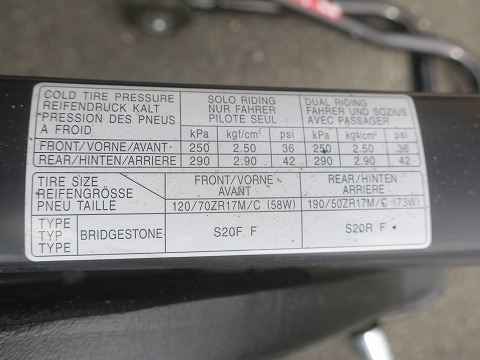 COLD TIRE PRESSURE SOLO RIDING DUAL RIDING
REIFENDRUCK KALT NUR FAHRER FAHRER UND SOZIUS
PRESSION DES PNEUS PILOTE SEUL AVEC PASSAGER
A FROID. kPa kgf/cm² psi kPa kgf/cm² psi
FRONT/VORNE/AVANT 250 2.50 36 250 2.50 36
REAR/HINTEN/ARRIERE 290 2.90 42 290 2.90 42
TIRE SIZE FRONT/VORNE REAR/HINTEN
REIFENGRÖSSE AVANT ARRIERE
PNEU TAILLE 120/70ZR17M/C (58W) 190/50ZR17M/C (73W)
TYPE
TYP BRIDGESTONE S20F F S20R F
TYPE